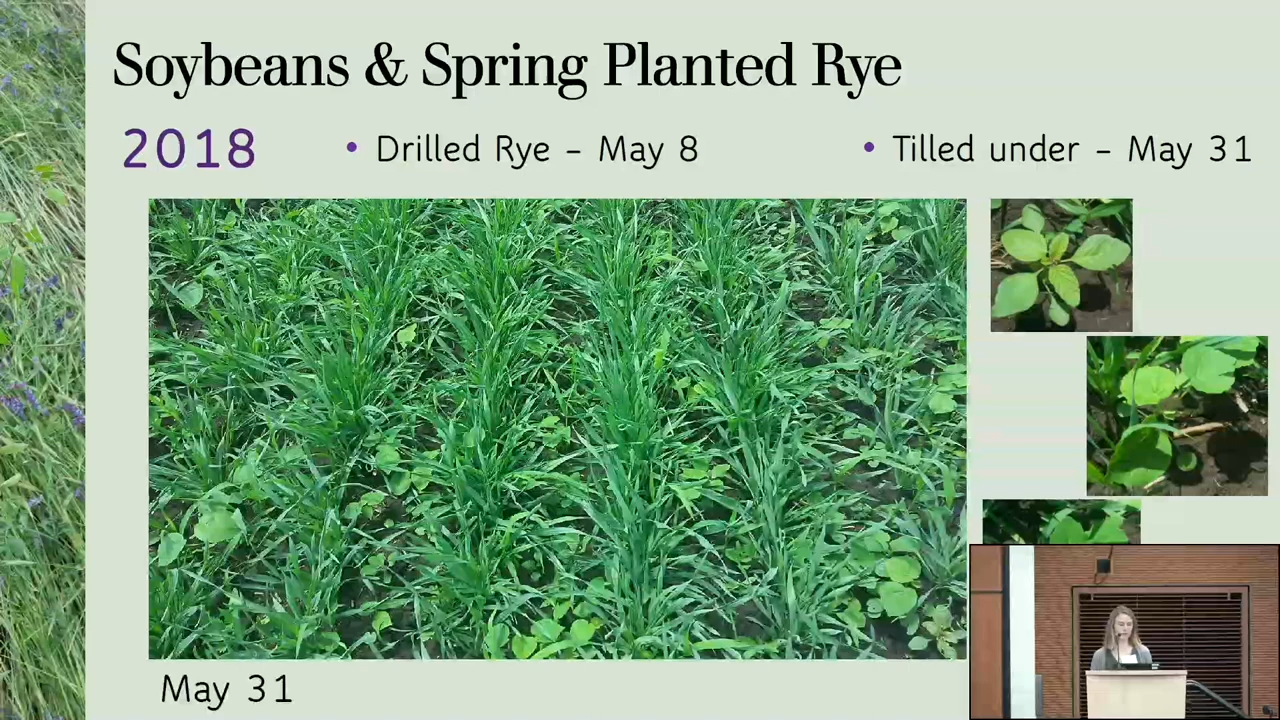 Soybeans & Spring Planted Rye
2018
• Drilled Rye – May 8
• Tilled under – May 31
May 31